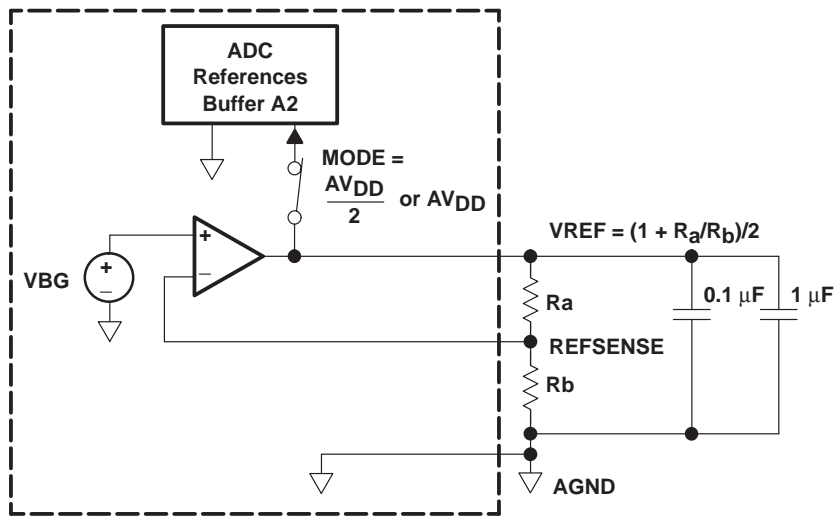 ADC
References
Buffer A2
MODE =
AVDD
2
or AVDD
VREF = (1 + Ra/Rb)/2
+
−
VBG
+
−
Ra
0.1 μF
1 μF
REFSENSE
Rb
AGND